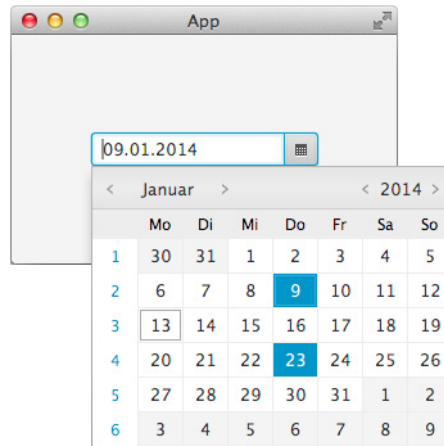 App
09.01.2014
< Januar > < 2014 >
Mo Di Mi Do Fr Sa So
1 30 31 1 2 3 4 5
2 6 7 8 9 10 11 12
3 13 14 15 16 17 18 19
4 20 21 22 23 24 25 26
5 27 28 29 30 31 1 2
6 3 4 5 6 7 8 9